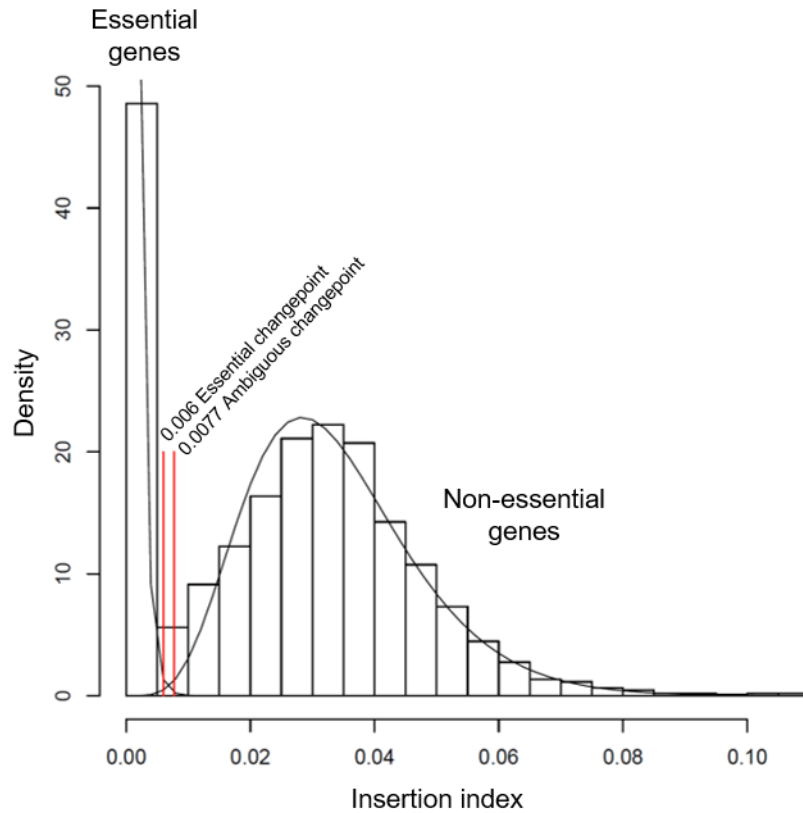 Essential
genes
50
40
30
20
10
0
Density
0.006 Essential changepoint
0.0077 Ambiguous changepoint
Non-essential
genes
0.00
0.02
0.04
0.06
0.08
0.10
Insertion index